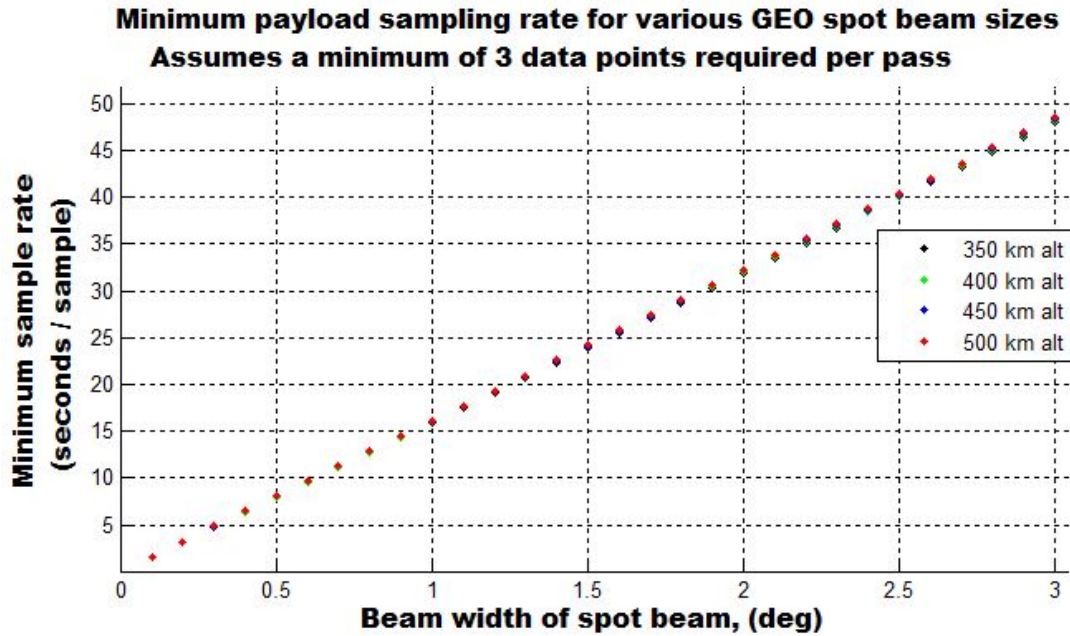 Minimum payload sampling rate for various GEO spot beam sizes
Assumes a minimum of 3 data points required per pass
Minimum sample rate
(seconds / sample)
50
45
40
35
30
25
20
15
10
5
350 km alt
400 km alt
450 km alt
500 km alt
0
0.5
1
1.5
2
2.5
3
Beam width of spot beam, (deg)